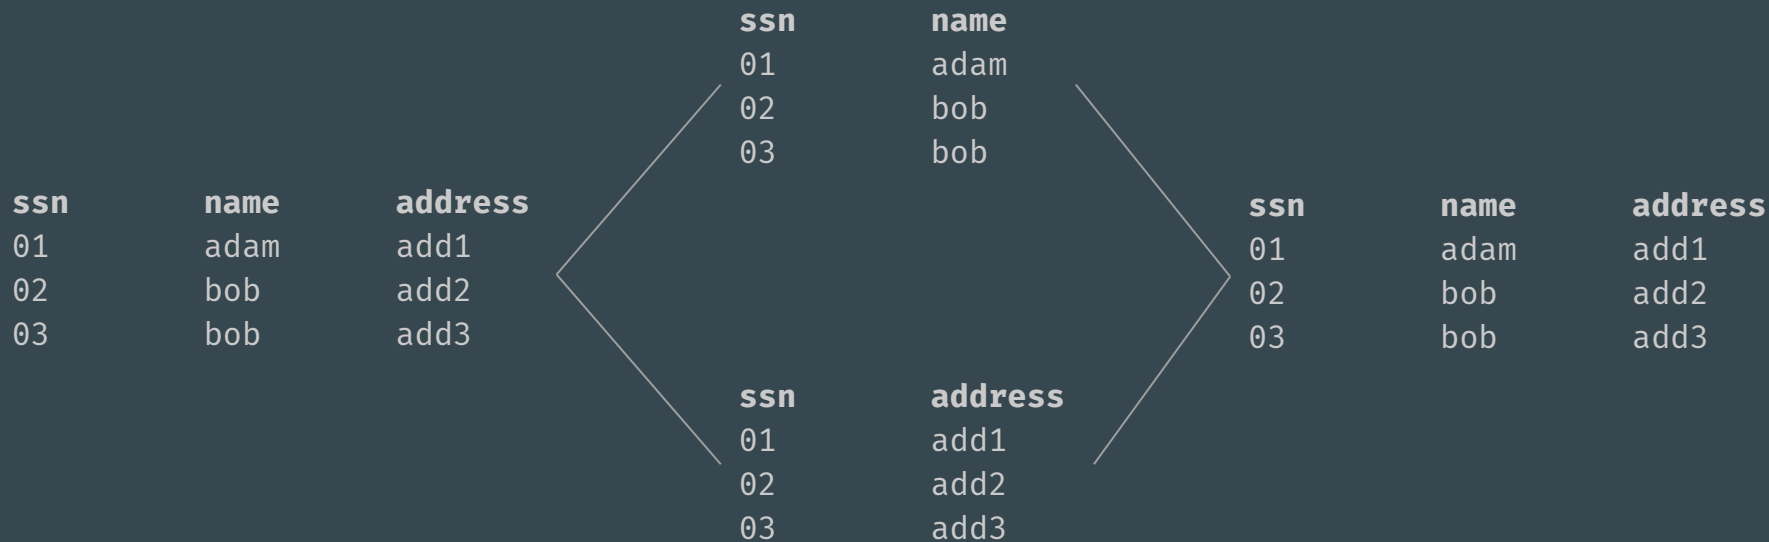 ssn name address
01 adam add1
02 bob add2
03 bob add3
ssn name
01 adam
02 bob
03 bob
ssn address
01 add1
02 add2
03 add3
ssn name address
01 adam add1
02 bob add2
03 bob add3